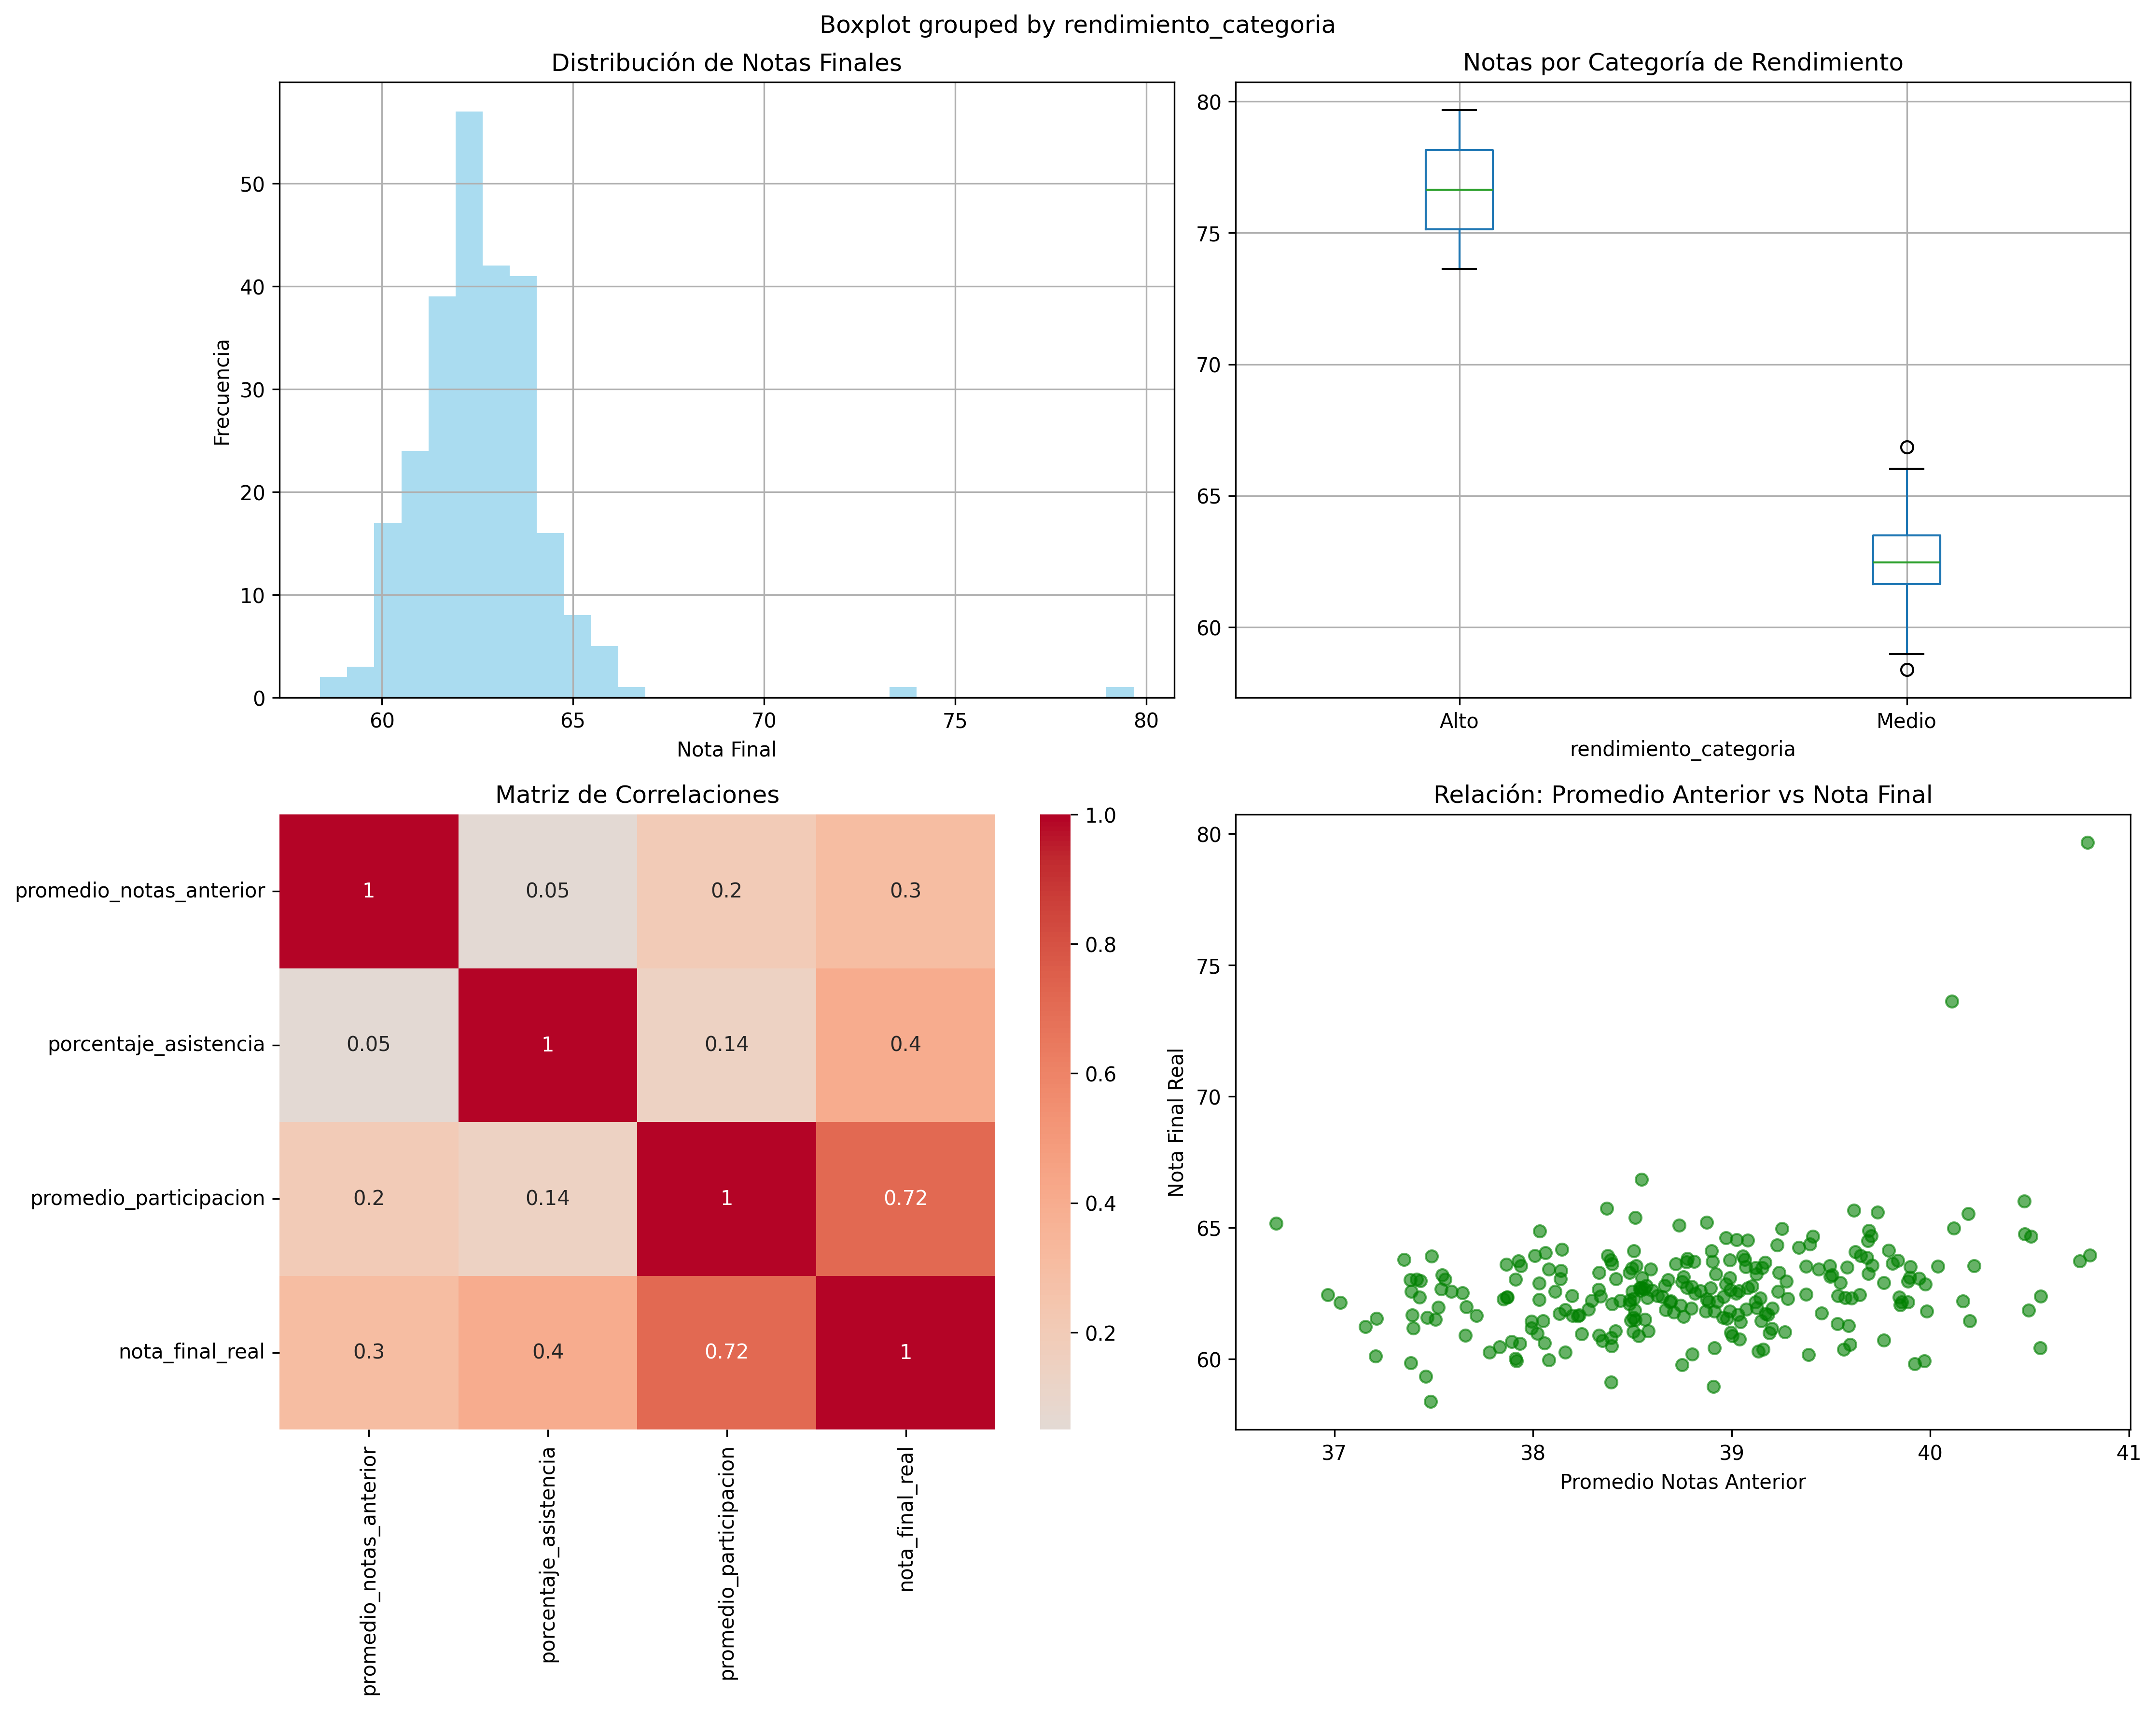 Boxplot grouped by rendimiento_categoria
Distribución de Notas Finales
50
40
30
20
10
0
Frecuencia
60
65
70
75
80
Nota Final
Notas por Categoría de Rendimiento
80
75
70
65
60
Alto
Medio
rendimiento_categoria
Matriz de Correlaciones
promedio_notas_anterior
1
0.05
0.2
0.3
porcentaje_asistencia
0.05
1
0.14
0.4
promedio_participacion
0.2
0.14
1
0.72
nota_final_real
0.3
0.4
0.72
1
promedio_notas_anterior
porcentaje_asistencia
promedio_participacion
nota_final_real
1.0
0.8
0.6
0.4
0.2
Relación: Promedio Anterior vs Nota Final
80
75
70
65
60
Nota Final Real
37
38
39
40
41
Promedio Notas Anterior